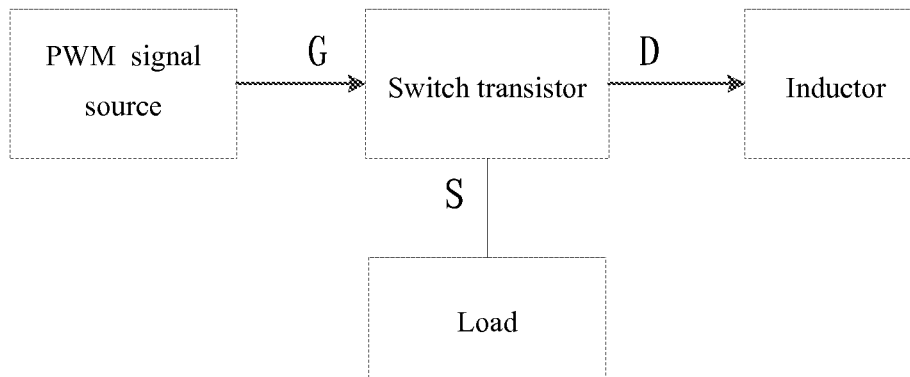 PWM signal
source
G
Switch transistor
D
Inductor
S
Load